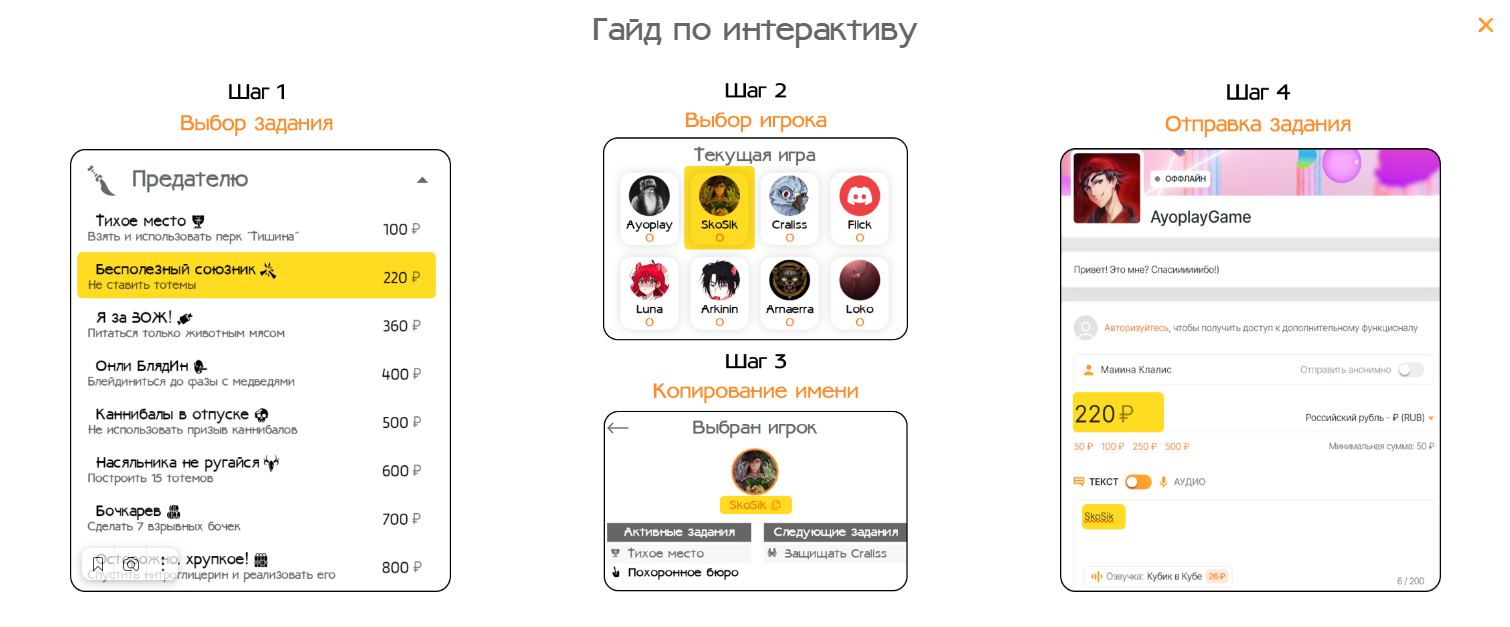 Гайд по интерактиву
Шаг 1
Выбор задания
Предателю
Тихое место
Взять и использовать перк "Тишина"
100 ₽
Бесполезный союзник
Не ставить тотемы
220 ₽
Я за ЗОЖ!
Питаться только животным мясом
360 ₽
Онли БлядИн
Блейдиниться до фазы с медведями
400 ₽
Каннибалы в отпуске
Не использовать призыв каннибалов
500 ₽
Насяльника не ругайся
Построить 15 тотемов
600 ₽
Бочкарев
Сделать 7 взрывных бочек
700 ₽
Осторожно, хрупкое!
Спустить нитроглицерин и реализовать его
800 ₽
Шаг 2
Выбор игрока
Текущая игра
Ayoplay SkoSik Craliss Flick
0 0 0 0
Luna Arkinin Arnaerra Loko
0 0 0 0
Шаг 3
Копирование имени
Выбран игрок
SkoSik
Активные задания
Тихое место
Похоронное бюро
Следующие задания
Защищать Craliss
Шаг 4
Отправка задания
ОФФЛАЙН
AyoplayGame
Привет! Это мне? Спасиииииибо!)
Авторизуйтесь, чтобы получить доступ к дополнительному функционалу
Маиина Клалис
Отправить анонимно
220 ₽
Российский рубль - ₽ (RUB)
50 ₽ 100 ₽ 250 ₽ 500 ₽
Минимальная сумма: 50 ₽
ТЕКСТ АУДИО
SkoSik
Озвучка: Кубик в Кубе 26 ₽
6 / 200